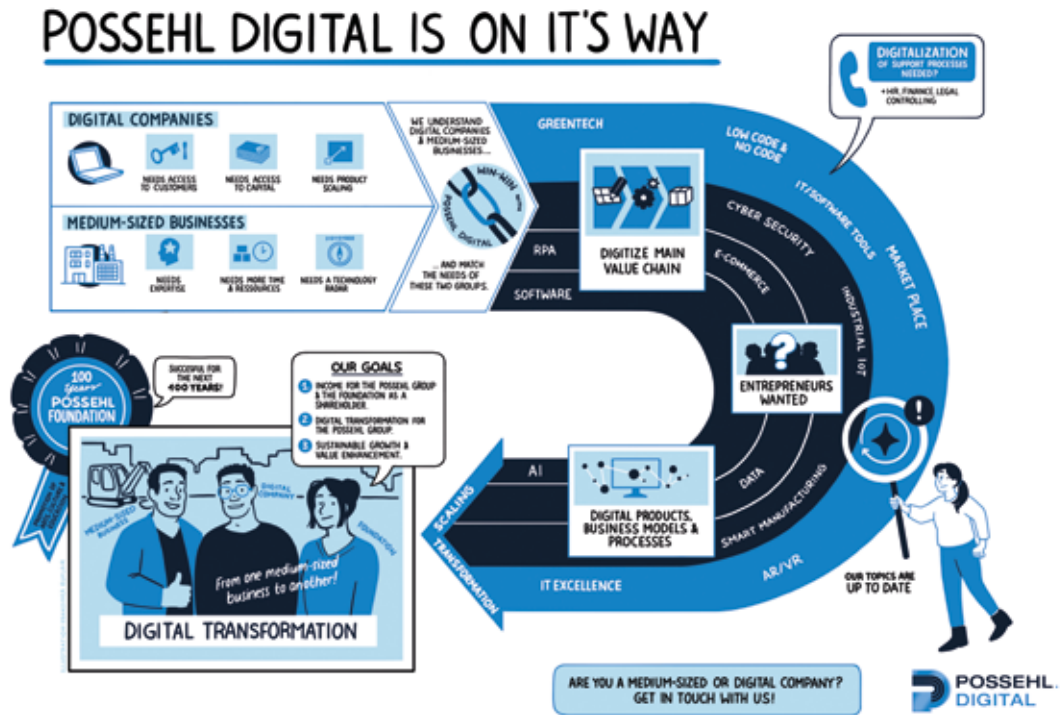 POSSEHL DIGITAL IS ON IT'S WAY
DIGITAL COMPANIES
NEEDS ACCESS
TO CUSTOMERS
NEEDS ACCESS
TO CAPITAL
NEEDS PRODUCT
SCALING
MEDIUM-SIZED BUSINESSES
NEEDS
EXPERTISE
NEEDS MORE TIME
& RESSOURCES
NEEDS A TECHNOLOGY
RADAR
WE UNDERSTAND
DIGITAL COMPANIES
& MEDIUM-SIZED
BUSINESSES...
WIN-WIN
POSSEHL DIGITAL
... AND MATCH
THE NEEDS OF
THESE TWO GROUPS.
GREENTECH
LOW CODE &
NO CODE
IT/SOFTWARE TOOLS
MARKET PLACE
DIGITALIZATION
OF SUPPORT PROCESSES
NEEDED?
+ HR, FINANCE, LEGAL
CONTROLLING
RPA
SOFTWARE
DIGITIZE MAIN
VALUE CHAIN
CYBER SECURITY
E-COMMERCE
INDUSTRIAL IOT
?
ENTREPRENEURS
WANTED
!
OUR TOPICS ARE
UP TO DATE
AI
DIGITAL PRODUCTS,
BUSINESS MODELS &
PROCESSES
DATA
SMART MANUFACTURING
AR/VR
IT EXCELLENCE
SCALING
TRANSFORMATION
100
Years
POSSEHL
FOUNDATION
SUCCESFUL FOR
THE NEXT
100 YEARS!
OUR GOALS
1 INCOME FOR THE POSSEHL GROUP
& THE FOUNDATION AS A
SHAREHOLDER.
2 DIGITAL TRANSFORMATION FOR
THE POSSEHL GROUP.
3 SUSTAINABLE GROWTH &
VALUE ENHANCEMENT.
MEDIUM-SIZED
BUSINESS
DIGITAL
COMPANY
FOUNDATION
From one medium-sized
business to another!
DIGITAL TRANSFORMATION
ARE YOU A MEDIUM-SIZED OR DIGITAL COMPANY?
GET IN TOUCH WITH US!
POSSEHL
DIGITAL